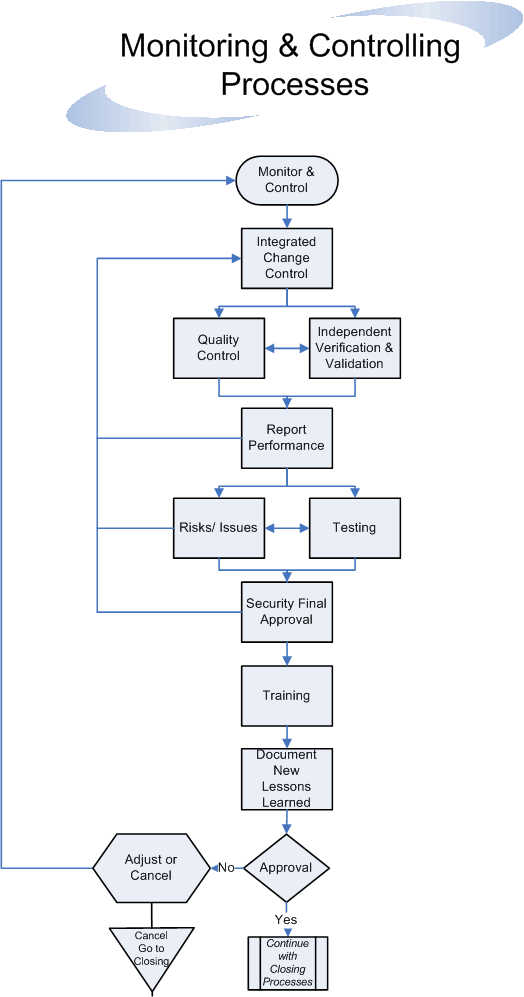 Monitoring & Controlling
Processes
Monitor &
Control
Integrated
Change
Control
Quality
Control
Independent
Verification &
Validation
Report
Performance
Risks/ Issues
Testing
Security Final
Approval
Training
Document
New
Lessons
Learned
Adjust or
Cancel
No
Approval
Yes
Cancel
Go to
Closing
Continue
with
Closing
Processes